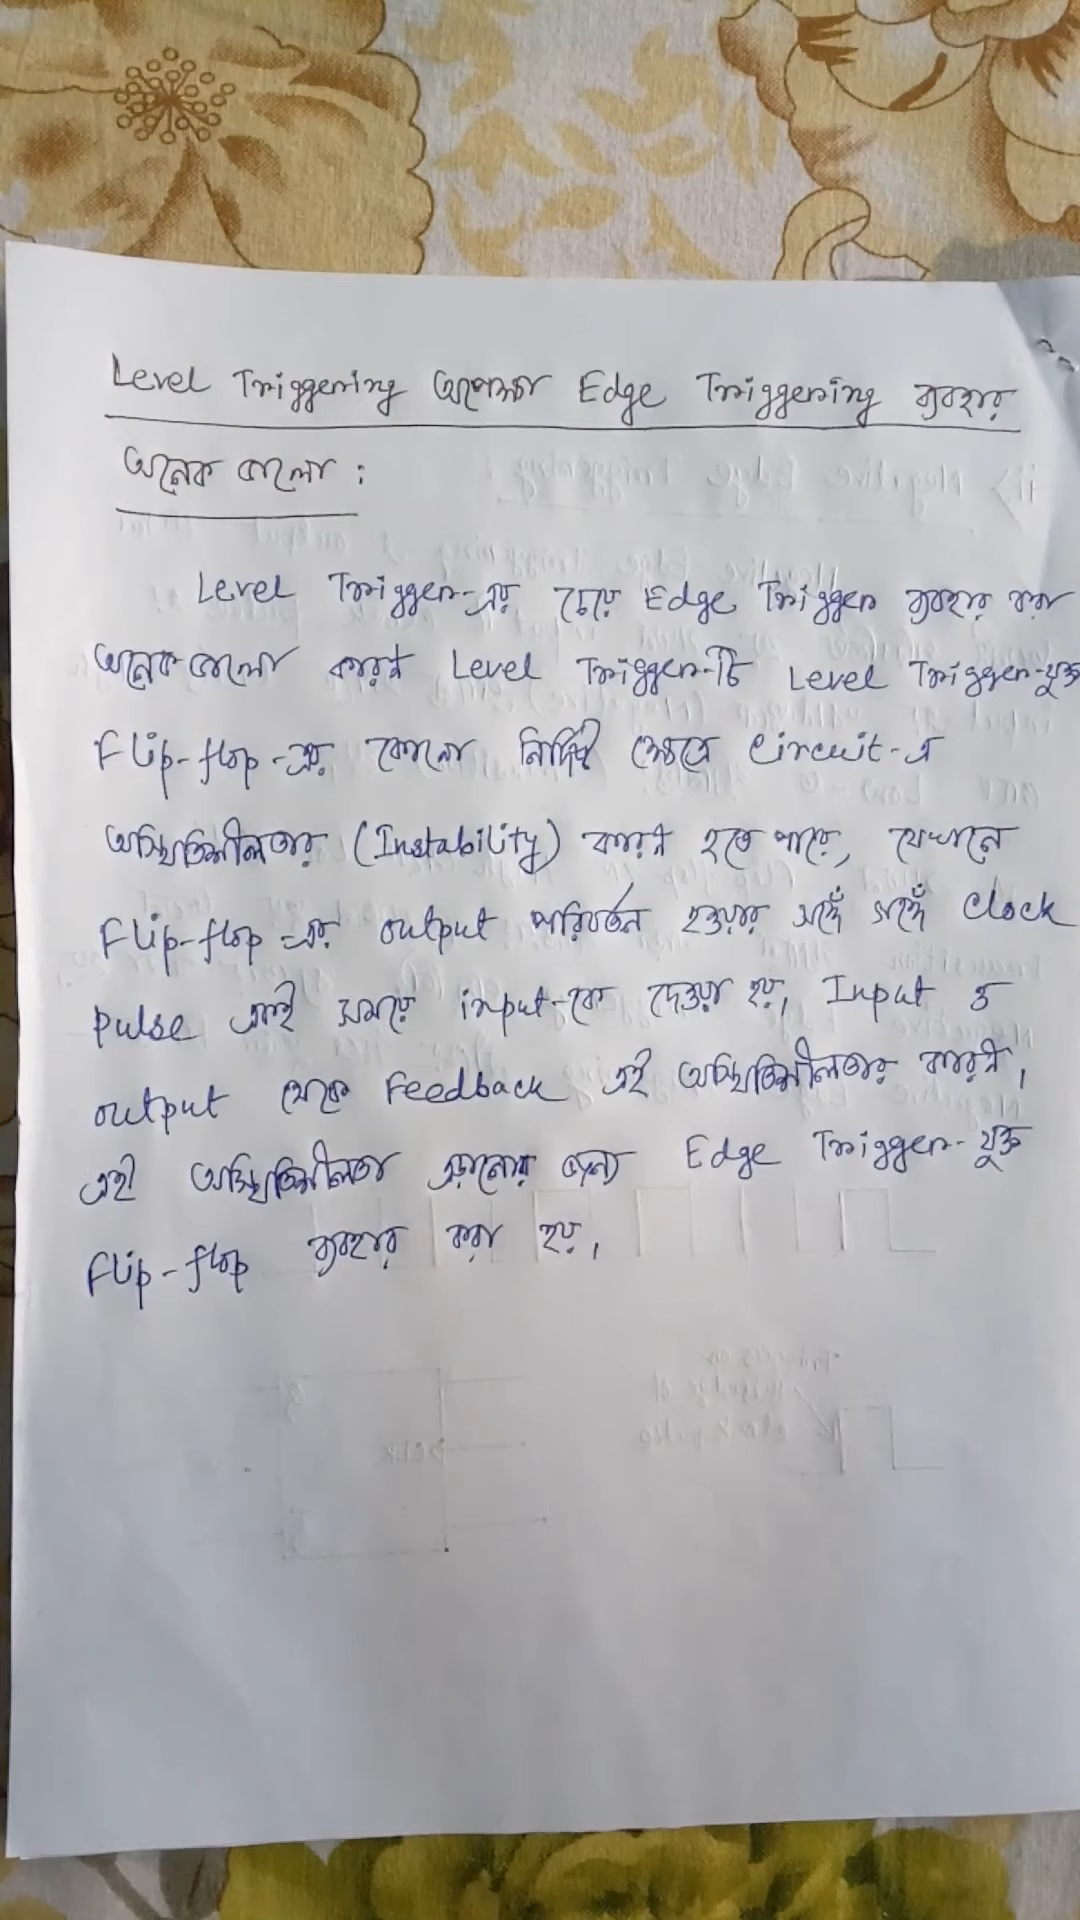 Level Triggering অপেক্ষা Edge Triggering ব্যবহার
অনেক ভালো :
Level Trigger-এর চেয়ে Edge Trigger ব্যবহার করা
অনেক ভালো কারন Level Trigger-টি Level Trigger-যুক্ত
Flip-flop-এর কোনো নির্দিষ্ট ক্ষেত্রে Circuit-এ
অস্থিতিশীলতার (Instability) কারন হতে পারে, যেখানে
Flip-flop-এর output পরিবর্তন হওয়ার সঙ্গে সঙ্গে Clock
pulse একই সময়ে input-কে দেওয়া হয়। Input ও
output থেকে Feedback এই অস্থিতিশীলতার কারন।
এই অস্থিতিশীলতা এড়ানোর জন্য Edge Trigger-যুক্ত
Flip-flop ব্যবহার করা হয়।